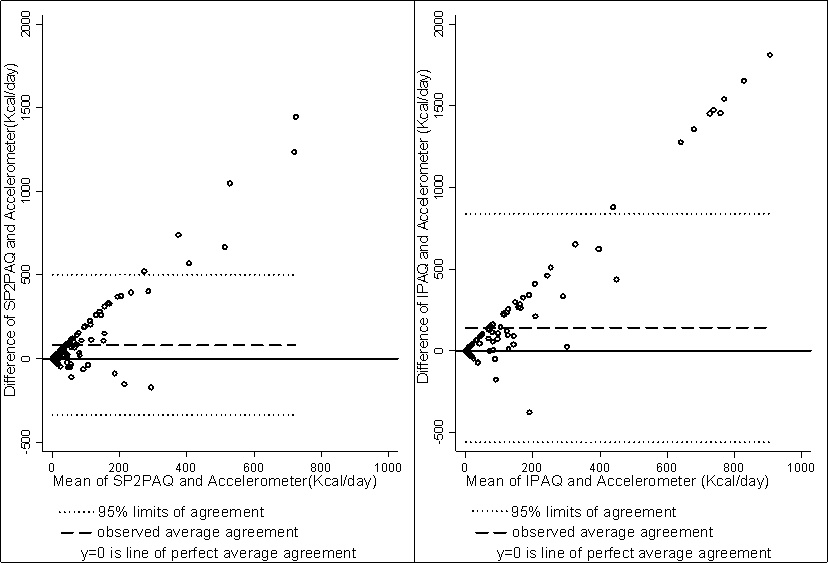 Difference of SP2PAQ and Accelerometer(Kcal/day)
2000
1500
1000
500
0
-500
0 200 400 600 800 1000
Mean of SP2PAQ and Accelerometer(Kcal/day)
95% limits of agreement
observed average agreement
y=0 is line of perfect average agreement
Difference of IPAQ and Accelerometer (Kcal/day)
2000
1500
1000
500
0
-500
0 200 400 600 800 1000
Mean of IPAQ and Accelerometer (Kcal/day)
95% limits of agreement
observed average agreement
y=0 is line of perfect average agreement